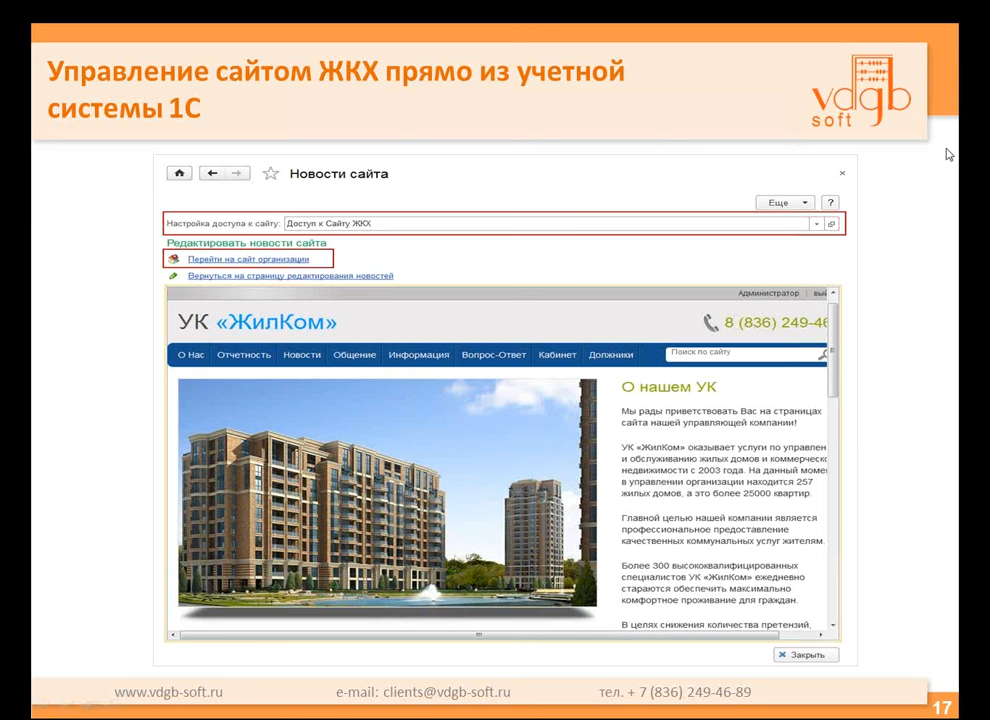 Управление сайтом ЖКХ прямо из учетной
системы 1С
vdgb
soft
Новости сайта
Еще
?
Настройка доступа к сайту: Доступ к Сайту ЖКХ
Редактировать новости сайта
Перейти на сайт организации
Вернуться на страницу редактирования новостей
Администратор | вый
УК «ЖилКом»
8 (836) 249-46
О Нас Отчетность Новости Общение Информация Вопрос-Ответ Кабинет Должники Поиск по сайту
О нашем УК
Мы рады приветствовать Вас на страницах
сайта нашей управляющей компании!
УК «ЖилКом» оказывает услуги по управлен
и обслуживанию жилых домов и коммерческо
недвижимости с 2003 года. На данный момен
в управлении организации находится 257
жилых домов, а это более 25000 квартир.
Главной целью нашей компании является
профессиональное предоставление
качественных коммунальных услуг жителям.
Более 300 высококвалифицированных
специалистов УК «ЖилКом» ежедневно
стараются обеспечить максимально
комфортное проживание для граждан.
В целях снижения количества претензий,
Закрыть
www.vdgb-soft.ru e-mail: clients@vdgb-soft.ru тел. + 7 (836) 249-46-89
17